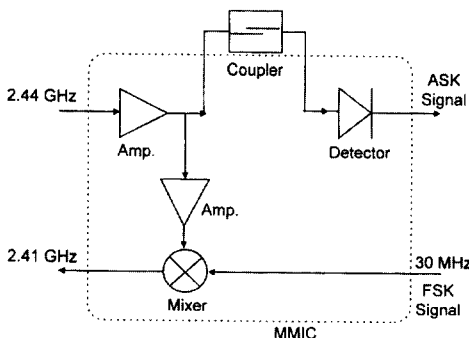 Coupler
2.44 GHz
ASK
Signal
Amp.
Detector
Amp.
2.41 GHz
30 MHz
FSK
Signal
Mixer
MMIC